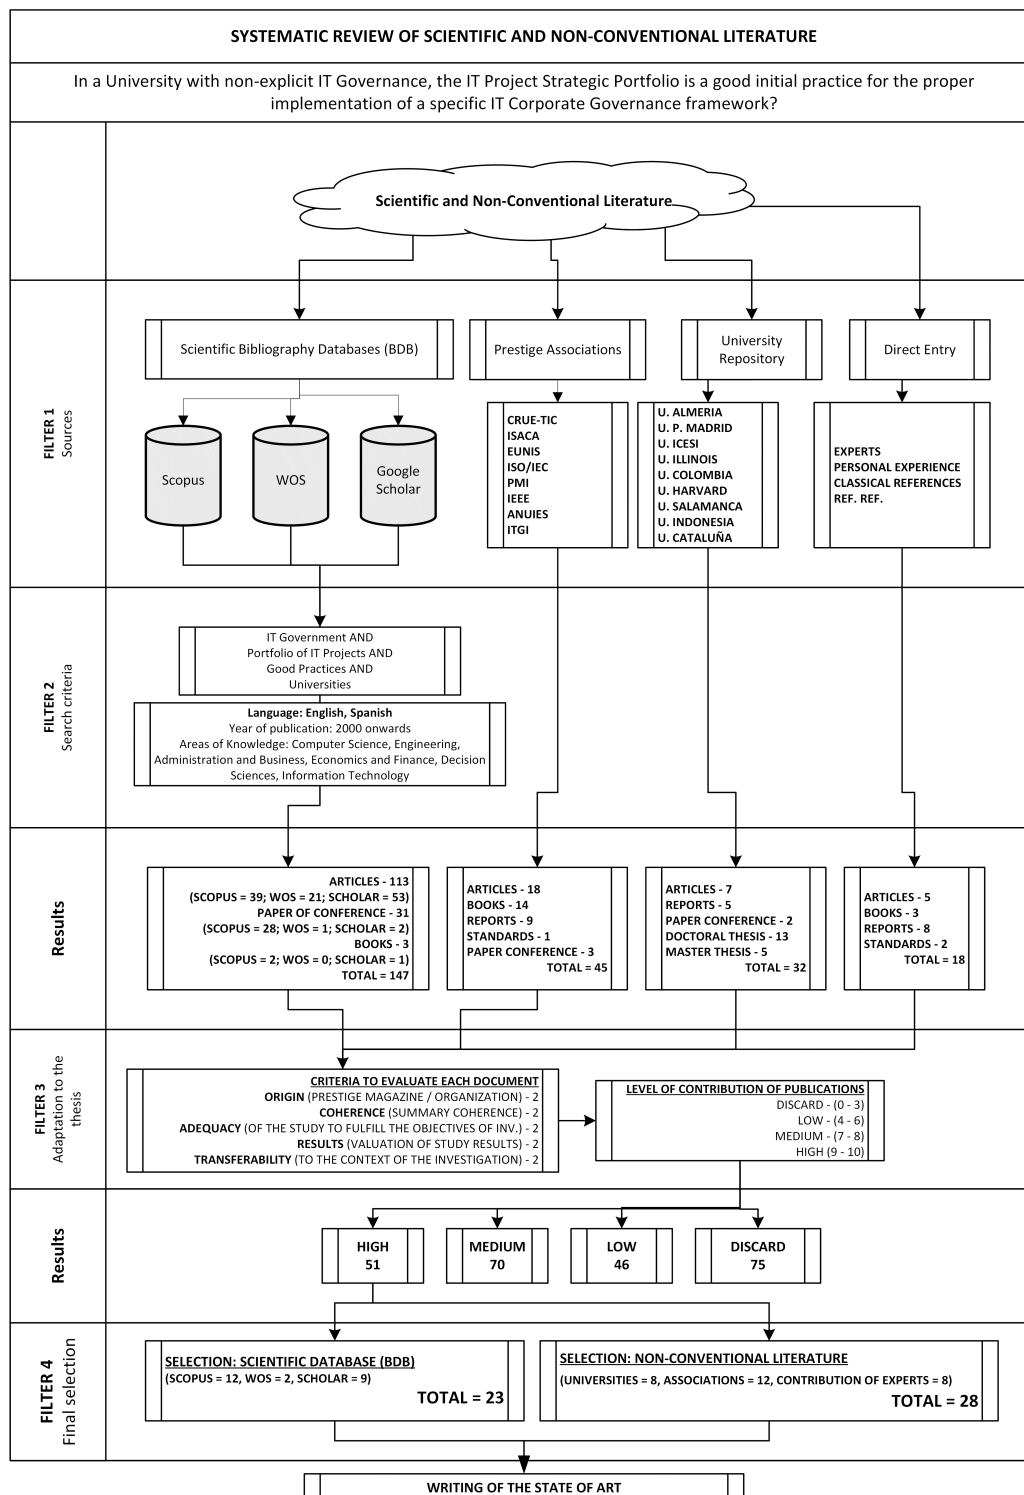 SYSTEMATIC REVIEW OF SCIENTIFIC AND NON-CONVENTIONAL LITERATURE
In a University with non-explicit IT Governance, the IT Project Strategic Portfolio is a good initial practice for the proper
implementation of a specific IT Corporate Governance framework?
Scientific and Non-Conventional Literature
FILTER 1
Sources
Scientific Bibliography Databases (BDB)
Prestige Associations
University
Repository
Direct Entry
Scopus
WOS
Google
Scholar
CRUE-TIC
ISACA
EUNIS
ISO/IEC
PMI
IEEE
ANUIES
ITGI
U. ALMERIA
U. P. MADRID
U. ICESI
U. ILLINOIS
U. COLOMBIA
U. HARVARD
U. SALAMANCA
U. INDONESIA
U. CATALUÑA
EXPERTS
PERSONAL EXPERIENCE
CLASSICAL REFERENCES
REF. REF.
FILTER 2
Search criteria
IT Government AND
Portfolio of IT Projects AND
Good Practices AND
Universities
Language: English, Spanish
Year of publication: 2000 onwards
Areas of Knowledge: Computer Science, Engineering,
Administration and Business, Economics and Finance, Decision
Sciences, Information Technology
Results
ARTICLES - 113
(SCOPUS = 39; WOS = 21; SCHOLAR = 53)
PAPER OF CONFERENCE - 31
(SCOPUS = 28; WOS = 1; SCHOLAR = 2)
BOOKS - 3
(SCOPUS = 2; WOS = 0; SCHOLAR = 1)
TOTAL = 147
ARTICLES - 18
BOOKS - 14
REPORTS - 9
STANDARDS - 1
PAPER CONFERENCE - 3
TOTAL = 45
ARTICLES - 7
REPORTS - 5
PAPER CONFERENCE - 2
DOCTORAL THESIS - 13
MASTER THESIS - 5
TOTAL = 32
ARTICLES - 5
BOOKS - 3
REPORTS - 8
STANDARDS - 2
TOTAL = 18
FILTER 3
Adaptation to the
thesis
CRITERIA TO EVALUATE EACH DOCUMENT
ORIGIN (PRESTIGE MAGAZINE / ORGANIZATION) - 2
COHERENCE (SUMMARY COHERENCE) - 2
ADEQUACY (OF THE STUDY TO FULFILL THE OBJECTIVES OF INV.) - 2
RESULTS (VALUATION OF STUDY RESULTS) - 2
TRANSFERABILITY (TO THE CONTEXT OF THE INVESTIGATION) - 2
LEVEL OF CONTRIBUTION OF PUBLICATIONS
DISCARD - (0 - 3)
LOW - (4 - 6)
MEDIUM - (7 - 8)
HIGH (9 - 10)
Results
HIGH
51
MEDIUM
70
LOW
46
DISCARD
75
FILTER 4
Final selection
SELECTION: SCIENTIFIC DATABASE (BDB)
(SCOPUS = 12, WOS = 2, SCHOLAR = 9)
TOTAL = 23
SELECTION: NON-CONVENTIONAL LITERATURE
(UNIVERSITIES = 8, ASSOCIATIONS = 12, CONTRIBUTION OF EXPERTS = 8)
TOTAL = 28
WRITING OF THE STATE OF ART